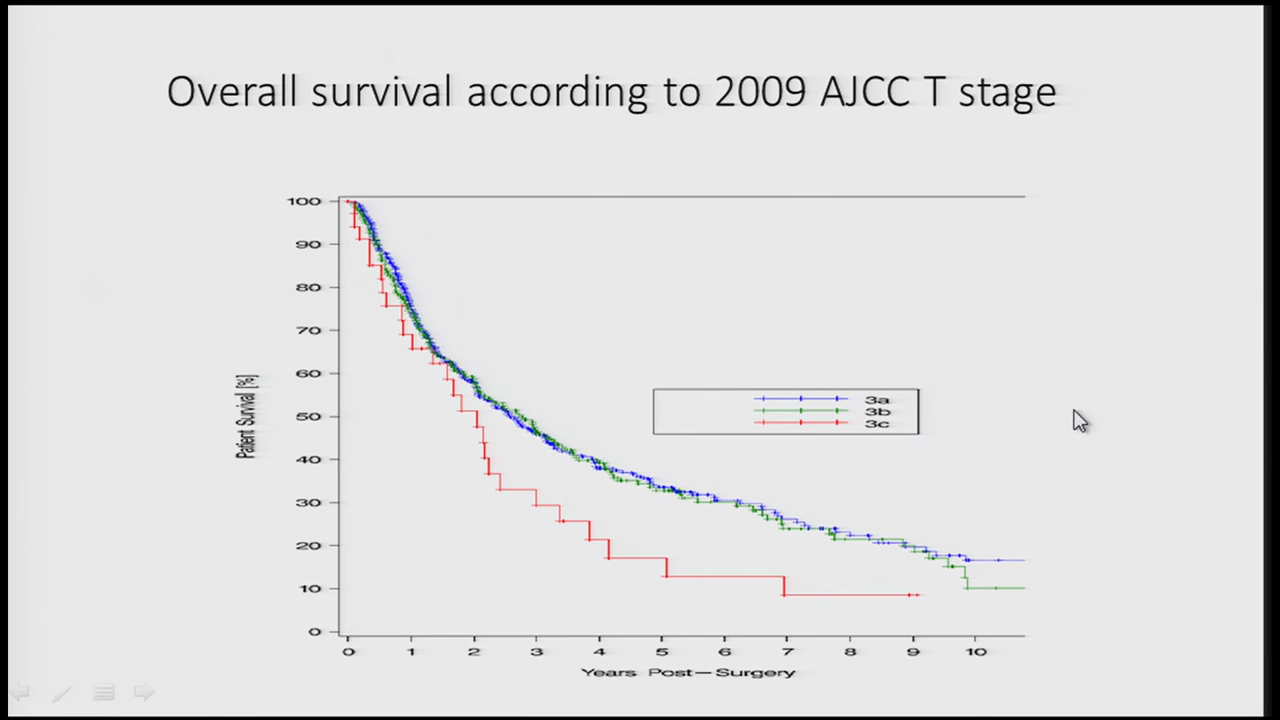 Overall survival according to 2009 AJCC T stage
100
90
80
70
60
50
40
30
20
10
0
Patient Survival [%]
3a
3b
3c
0 1 2 3 4 5 6 7 8 9 10
Years Post-Surgery